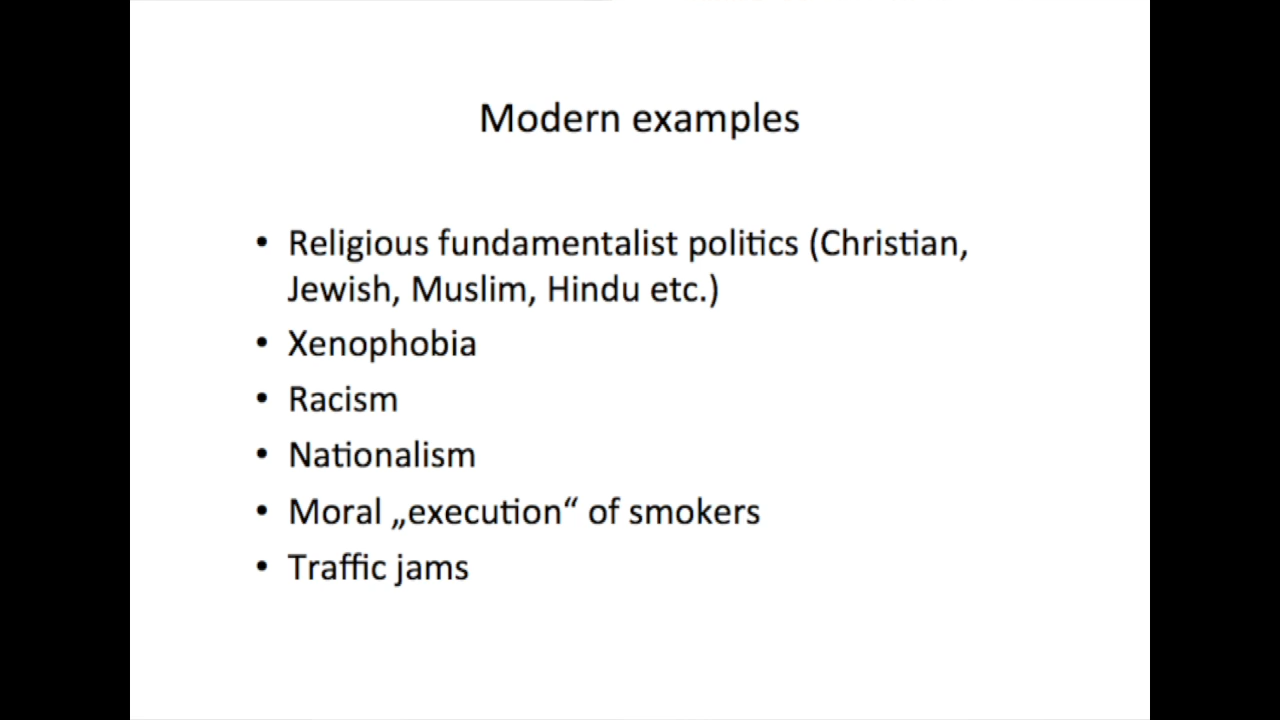 Modern examples
• Religious fundamentalist politics (Christian,
Jewish, Muslim, Hindu etc.)
• Xenophobia
• Racism
• Nationalism
• Moral „execution“ of smokers
• Traffic jams